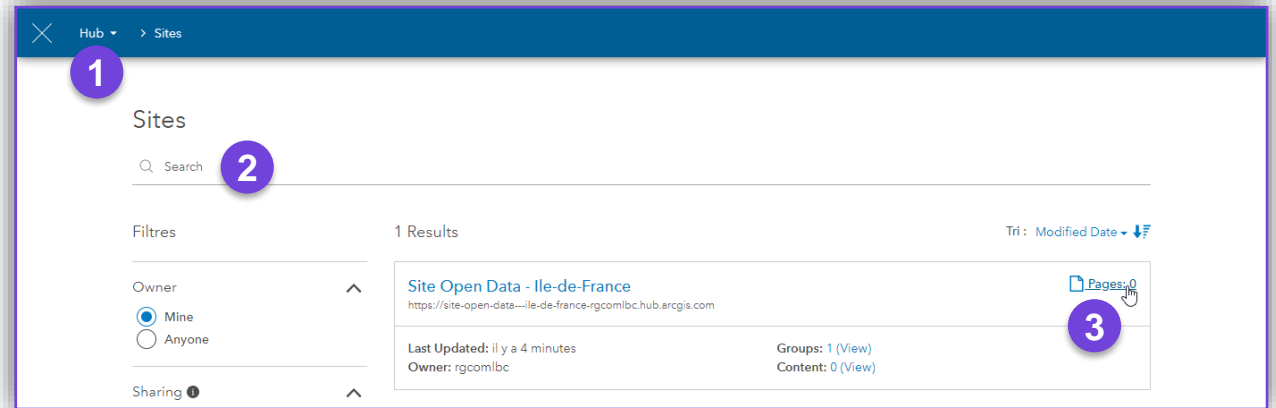 Hub > Sites
1
Sites
Search 2
Filtres
1 Results
Tri : Modified Date
Owner
Mine
Anyone
Sharing
Site Open Data - Ile-de-France
https://site-open-data---ile-de-france-rgcomlbc.hub.arcgis.com
Pages: 0
3
Last Updated: il y a 4 minutes
Owner: rgcomlbc
Groups: 1 (View)
Content: 0 (View)